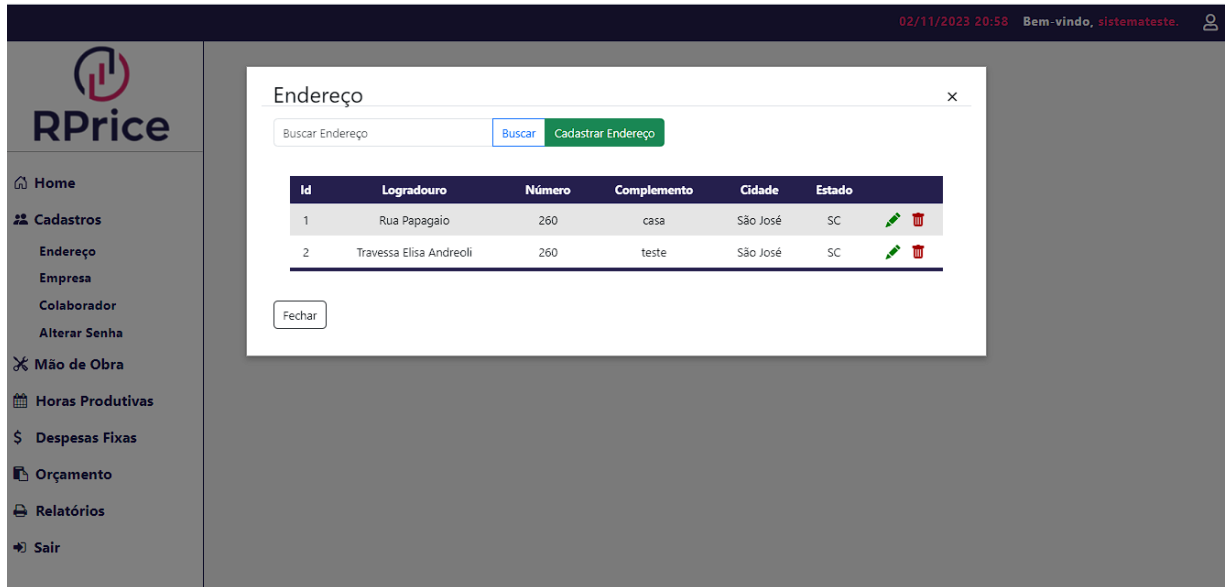 02/11/2023 20:58 Bem-vindo, sistemateste.
RPrice
Home
Cadastros
Endereço
Empresa
Colaborador
Alterar Senha
Mão de Obra
Horas Produtivas
$ Despesas Fixas
Orçamento
Relatórios
Sair
Endereço ×
Buscar Endereço Buscar Cadastrar Endereço
Id Logradouro Número Complemento Cidade Estado
1 Rua Papagaio 260 casa São José SC
2 Travessa Elisa Andreoli 260 teste São José SC
Fechar